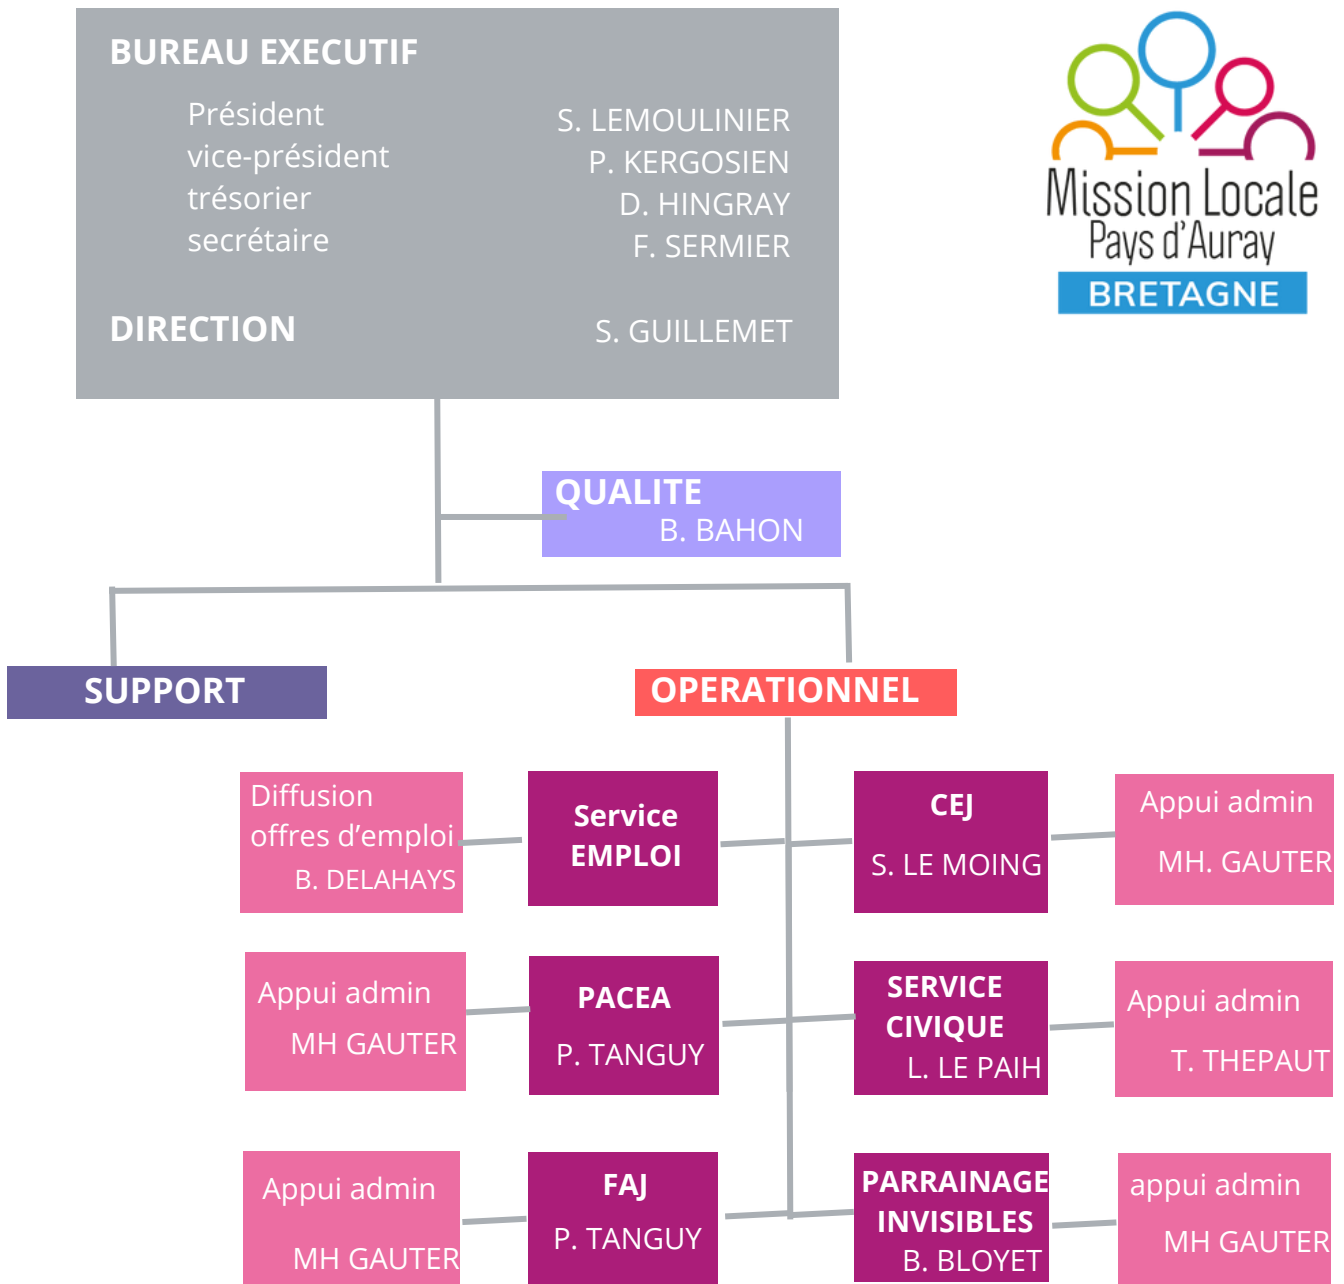 BUREAU EXECUTIF
Président S. LEMOULINIER
vice-président P. KERGOSIEN
trésorier D. HINGRAY
secrétaire F. SERMIER
DIRECTION S. GUILLEMET
Mission Locale
Pays d'Auray
BRETAGNE
QUALITE
B. BAHON
SUPPORT
OPERATIONNEL
Diffusion
offres d’emploi
B. DELAHAYS
Service
EMPLOI
CEJ
S. LE MOING
Appui admin
MH. GAUTER
Appui admin
MH GAUTER
PACEA
P. TANGUY
SERVICE
CIVIQUE
L. LE PAIH
Appui admin
T. THEPAUT
Appui admin
MH GAUTER
FAJ
P. TANGUY
PARRAINAGE
INVISIBLES
B. BLOYET
appui admin
MH GAUTER